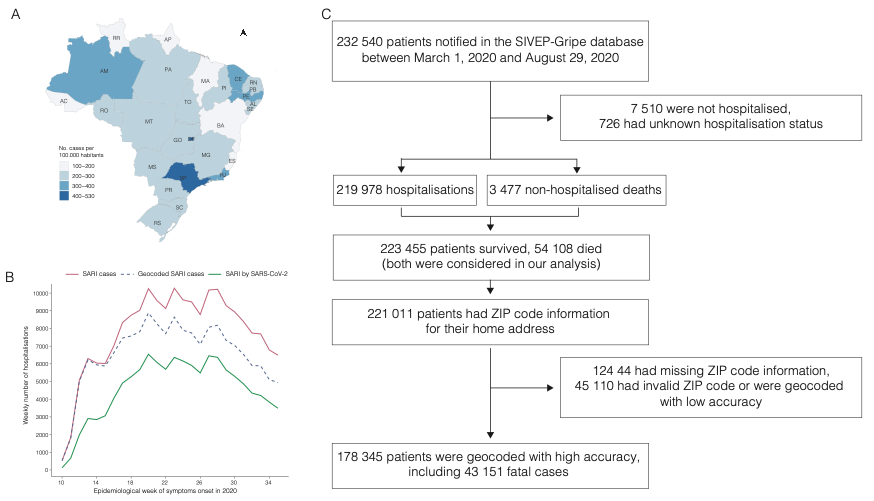 A
RR
AP
AM
PA
MA
CE
RN
PB
PE
PI
AL
SE
AC
RO
TO
BA
MT
GO
DF
MG
ES
MS
SP
RJ
PR
SC
RS
No. cases per
100.000 habitants
100–200
200–300
300–400
400–530
B
SARI cases
Geocoded SARI cases
SARI by SARS-CoV-2
Weekly number of hospitalisations
10000
9000
8000
7000
6000
5000
4000
3000
2000
1000
0
10
14
18
22
26
30
34
Epidemiological week of symptoms onset in 2020
C
232 540 patients notified in the SIVEP-Gripe database
between March 1, 2020 and August 29, 2020
7 510 were not hospitalised,
726 had unknown hospitalisation status
219 978 hospitalisations
3 477 non-hospitalised deaths
223 455 patients survived, 54 108 died
(both were considered in our analysis)
221 011 patients had ZIP code information
for their home address
124 44 had missing ZIP code information,
45 110 had invalid ZIP code or were geocoded
with low accuracy
178 345 patients were geocoded with high accuracy,
including 43 151 fatal cases